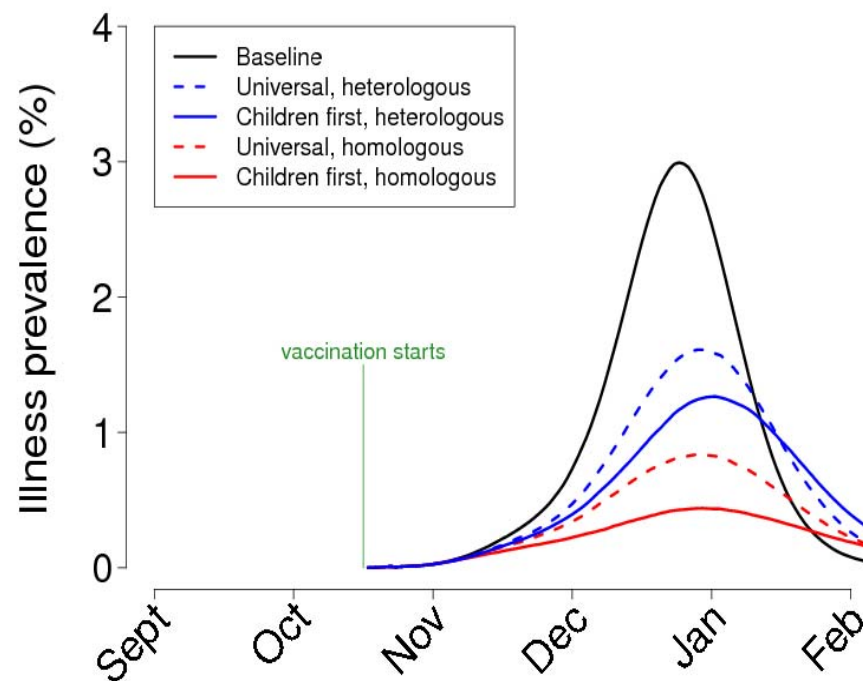 Illness prevalence (%)
4
3
2
1
0
Baseline
Universal, heterologous
Children first, heterologous
Universal, homologous
Children first, homologous
vaccination starts
Sept
Oct
Nov
Dec
Jan
Feb